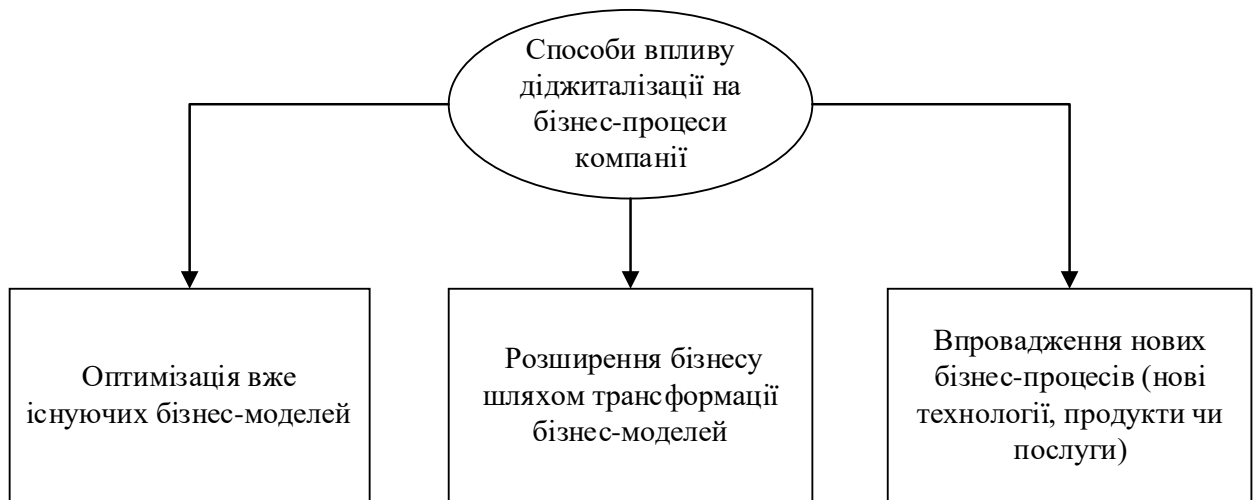 Способи впливу
діджиталізації на
бізнес-процеси
компанії
Оптимізація вже
існуючих бізнес-моделей
Розширення бізнесу
шляхом трансформації
бізнес-моделей
Впровадження нових
бізнес-процесів (нові
технології, продукти чи
послуги)